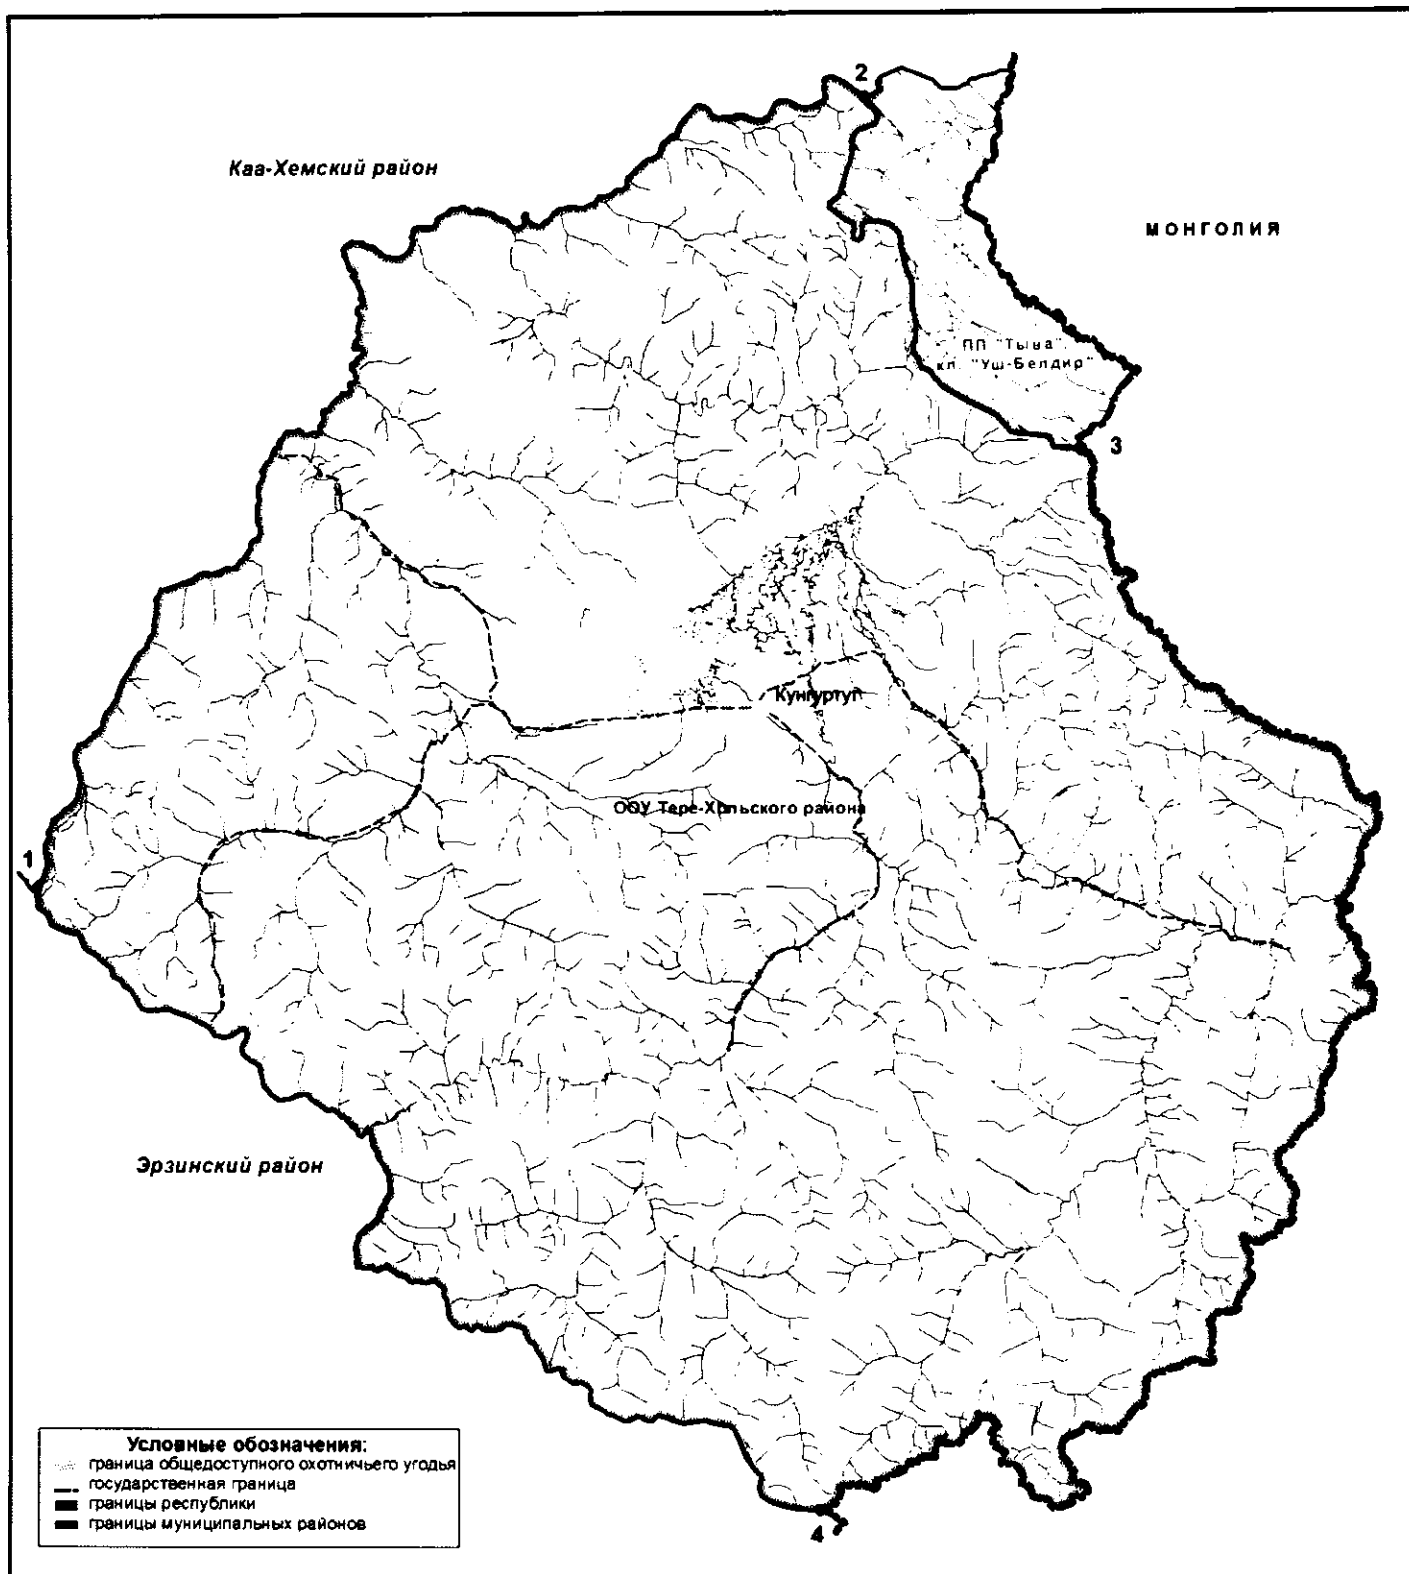 2
Каа-Хемский район
МОНГОЛИЯ
ПП "Тыва"
кл. "Уш-Белдир"
3
Кунгуртуг
ООУ Тере-Хольского района
1
Эрзинский район
Условные обозначения:
граница общедоступного охотничьего угодья
государственная граница
границы республики
границы муниципальных районов
4